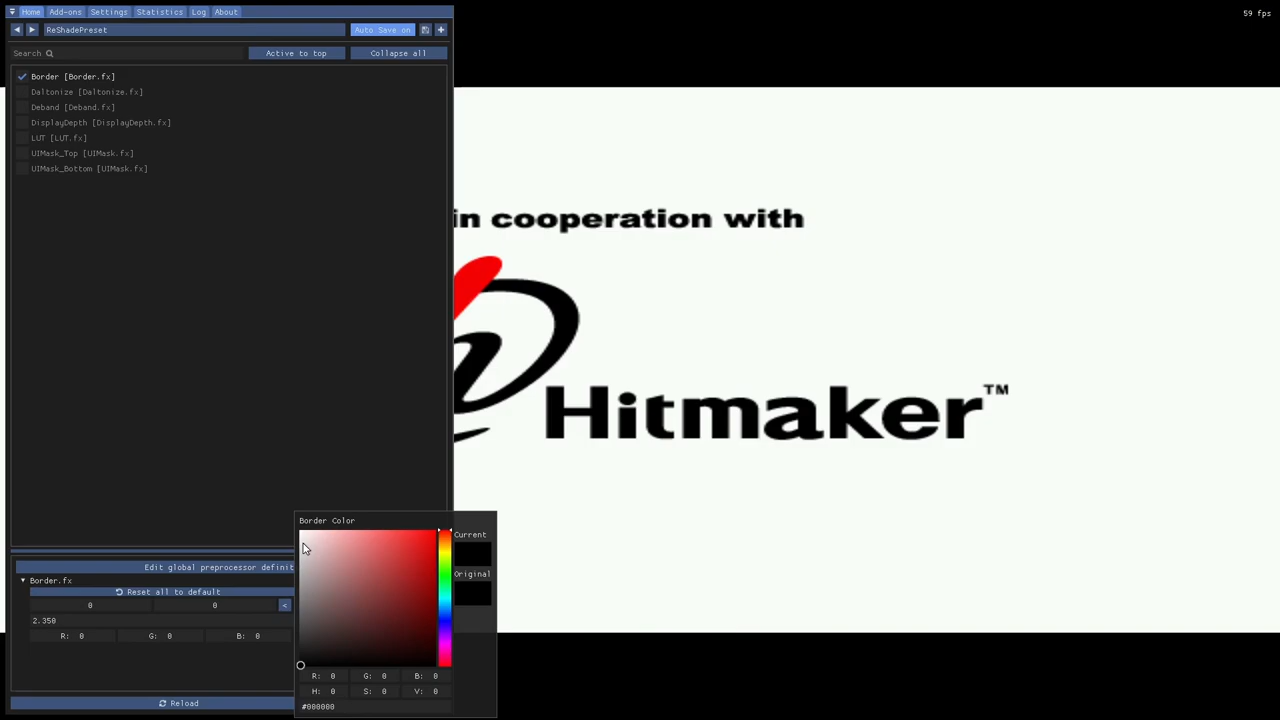 Home Add-ons Settings Statistics Log About
59 fps
ReShadePreset Auto Save on
Search Active to top Collapse all
Border [Border.fx]
Daltonize [Daltonize.fx]
Deband [Deband.fx]
DisplayDepth [DisplayDepth.fx]
LUT [LUT.fx]
UIMask_Top [UIMask.fx]
UIMask_Bottom [UIMask.fx]
in cooperation with
Hitmaker™
Border Color
Current
Original
Edit global preprocessor definit
Border.fx
Reset all to default
0 0 <
2.350
R: 0 G: 0 B: 0
R: 0 G: 0 B: 0
H: 0 S: 0 V: 0
#000000
Reload